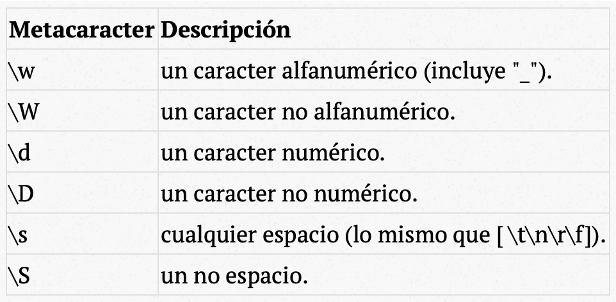 Metacaracter Descripción
\w un caracter alfanumérico (incluye "_").
\W un caracter no alfanumérico.
\d un caracter numérico.
\D un caracter no numérico.
\s cualquier espacio (lo mismo que [ \t\n\r\f]).
\S un no espacio.